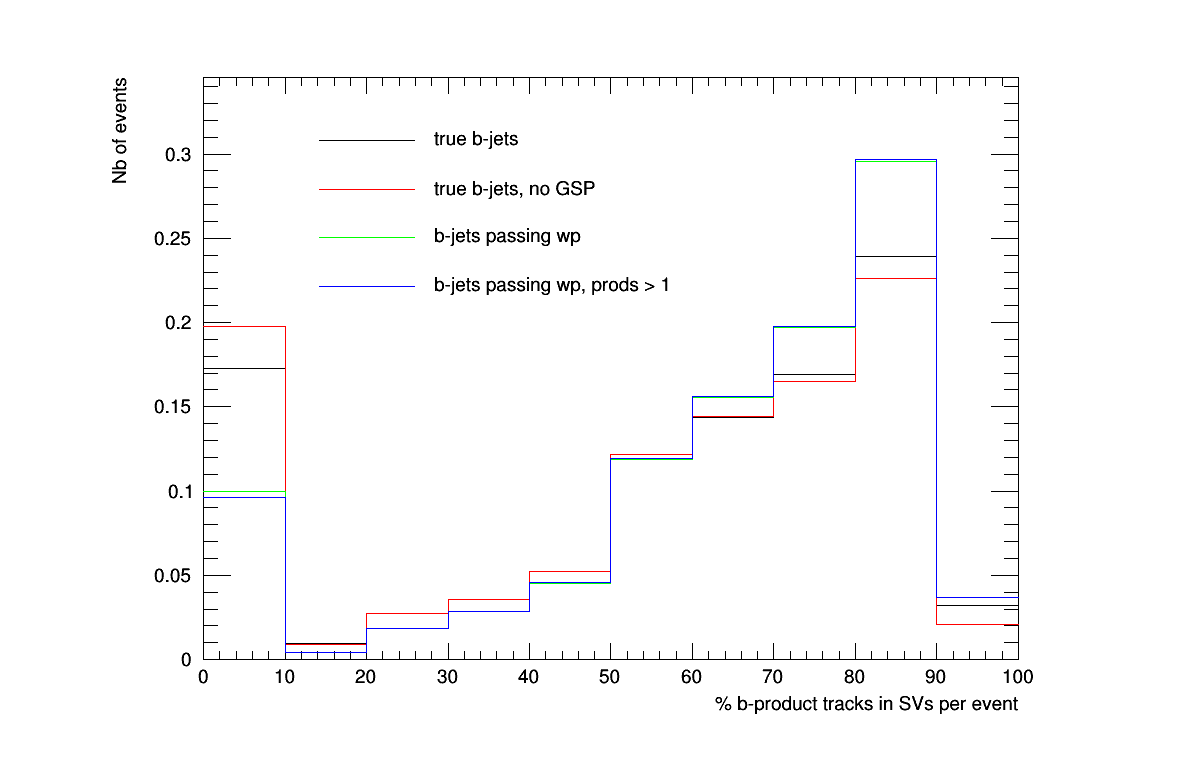 Nb of events
0.3
0.25
0.2
0.15
0.1
0.05
0
true b-jets
true b-jets, no GSP
b-jets passing wp
b-jets passing wp, prods > 1
0 10 20 30 40 50 60 70 80 90 100
% b-product tracks in SVs per event